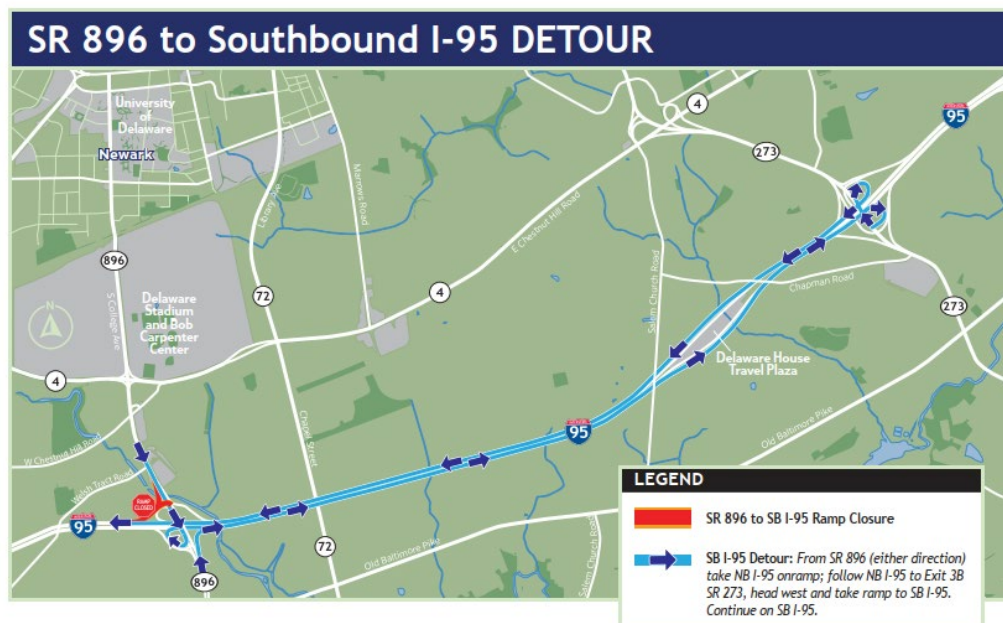 SR 896 to Southbound I-95 DETOUR
University
of
Delaware
Newark
896
S College Ave
N
Delaware
Stadium
and Bob
Carpenter
Center
4
Library Ave
72
Marrows Road
4
E Chestnut Hill Road
4
273
95
Salem Church Road
Chapman Road
273
Delaware House
Travel Plaza
95
Old Baltimore Pike
W Chestnut Hill Road
Welsh Tract Road
RAMP
CLOSED
95
896
Chapel Street
72
Old Baltimore Pike
Salem Church Road
LEGEND
SR 896 to SB I-95 Ramp Closure
SB I-95 Detour: From SR 896 (either direction)
take NB I-95 onramp; follow NB I-95 to Exit 3B
SR 273, head west and take ramp to SB I-95.
Continue on SB I-95.